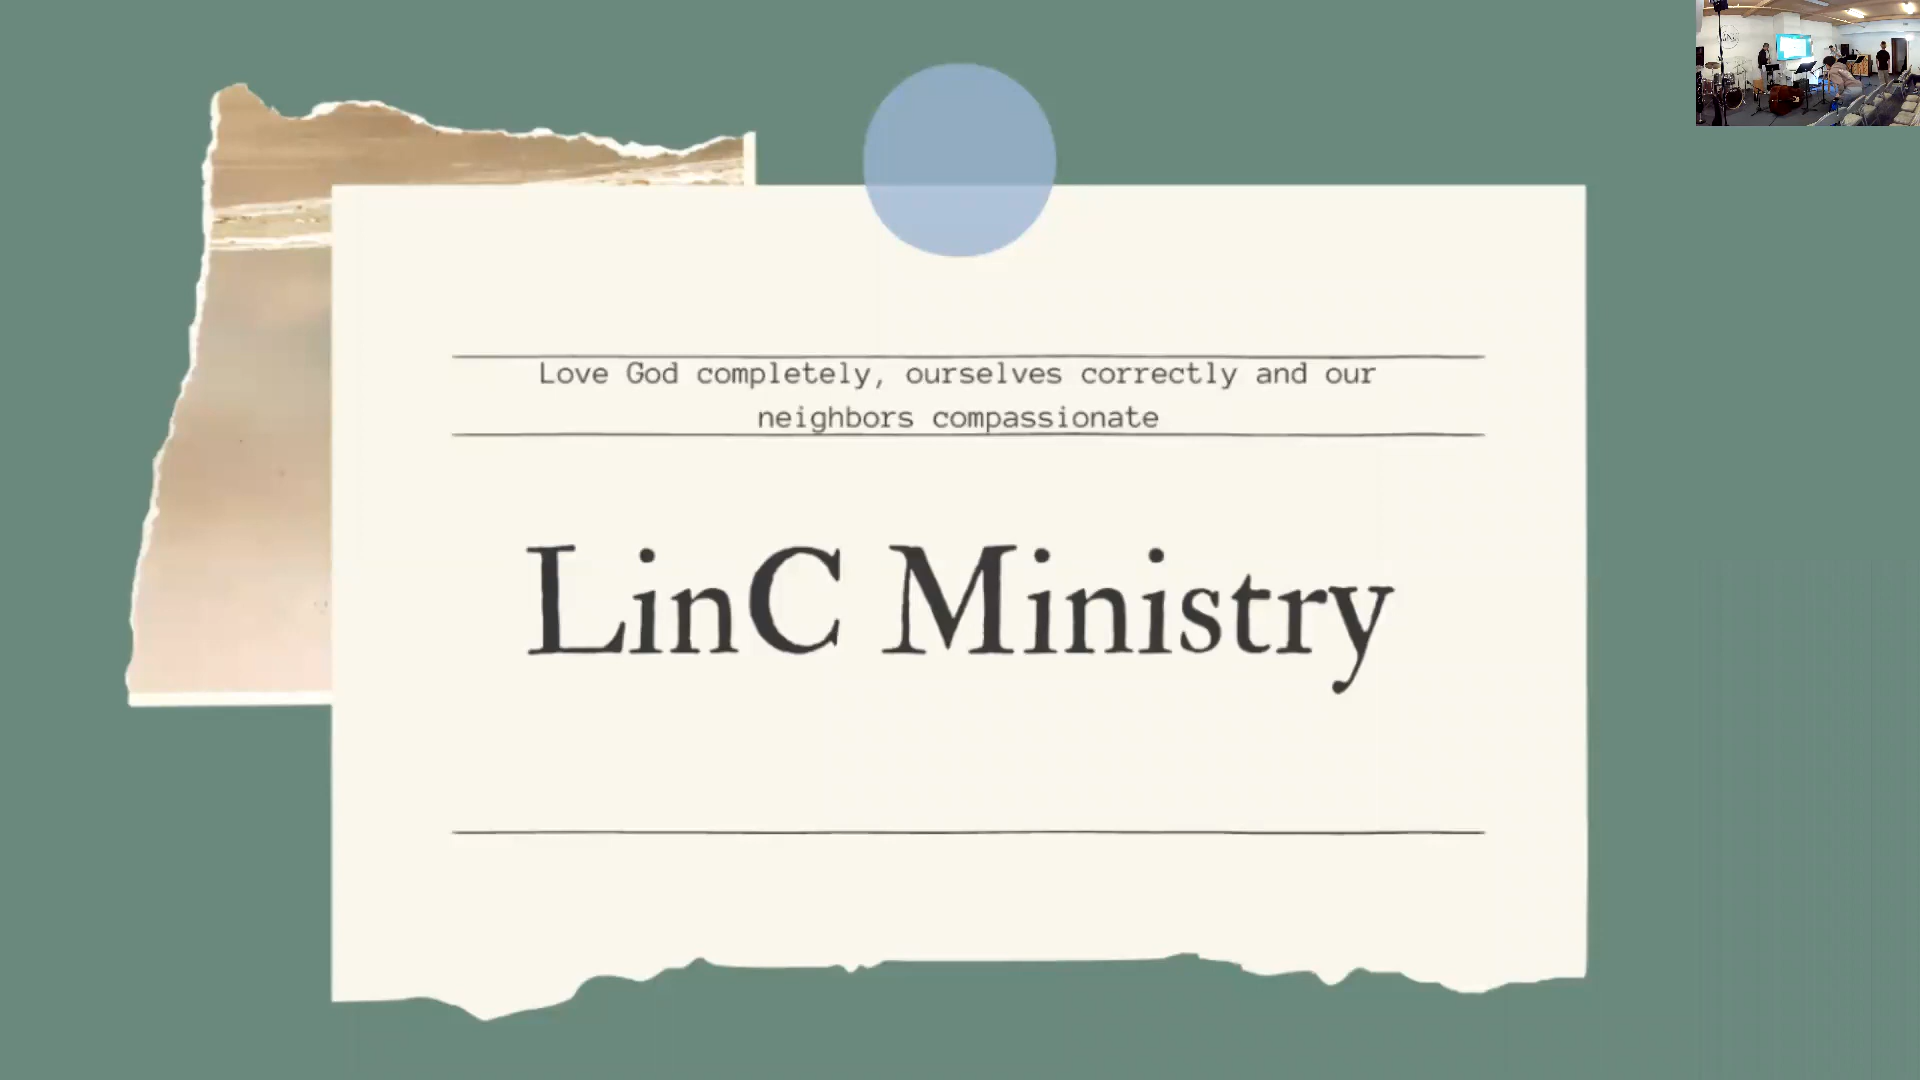 Love God completely, ourselves correctly and our
neighbors compassionate
LinC Ministry